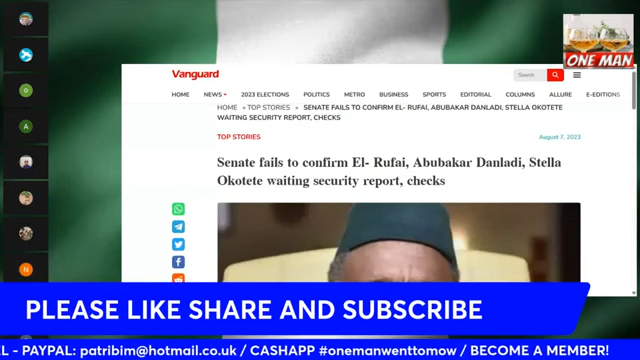 ONE MAN
Vanguard
Search
HOME NEWS 2023 ELECTIONS POLITICS METRO BUSINESS SPORTS EDITORIAL COLUMNS ALLURE E-EDITIONS
HOME » TOP STORIES » SENATE FAILS TO CONFIRM EL- RUFAI, ABUBAKAR DANLADI, STELLA OKOTETE
WAITING SECURITY REPORT, CHECKS
TOP STORIES
August 7, 2023
Senate fails to confirm El- Rufai, Abubakar Danladi, Stella
Okotete waiting security report, checks
O
A
N
PLEASE LIKE SHARE AND SUBSCRIBE
L - PAYPAL: patribim@hotmail.co.uk / CASHAPP #onemanwenttomow / BECOME A MEMBER!